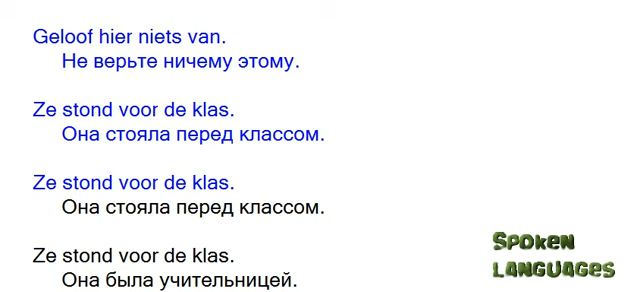 Geloof hier niets van.
Не верьте ничему этому.
Ze stond voor de klas.
Она стояла перед классом.
Ze stond voor de klas.
Она стояла перед классом.
Ze stond voor de klas.
Она была учительницей.
Spoken
Languages